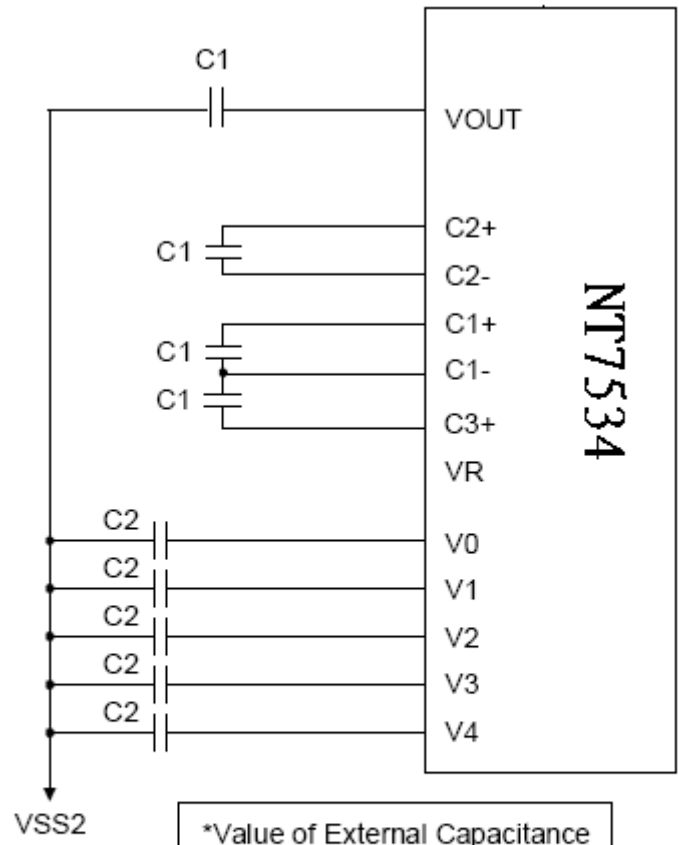 C1
VOUT
C2+
C1
C2-
C1+
C1
C1-
C1
C3+
VR
NT7534
C2
V0
C2
V1
C2
V2
C2
V3
C2
V4
VSS2
*Value of External Capacitance